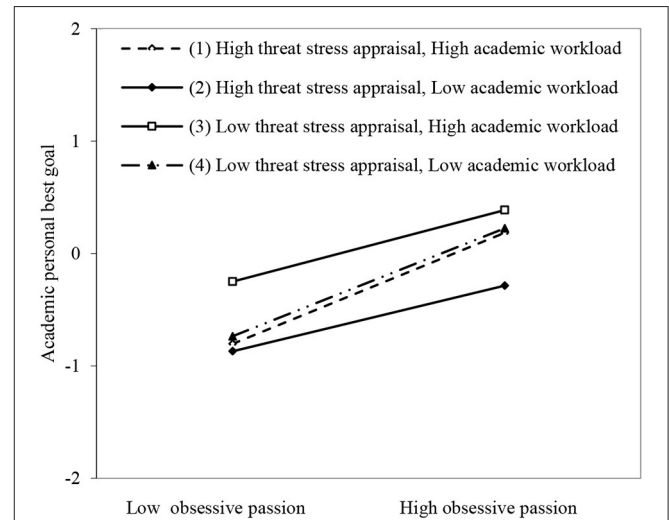 2
(1) High threat stress appraisal, High academic workload
(2) High threat stress appraisal, Low academic workload
(3) Low threat stress appraisal, High academic workload
1
(4) Low threat stress appraisal, Low academic workload
Academic personal best goal
0
-1
-2
Low obsessive passion
High obsessive passion